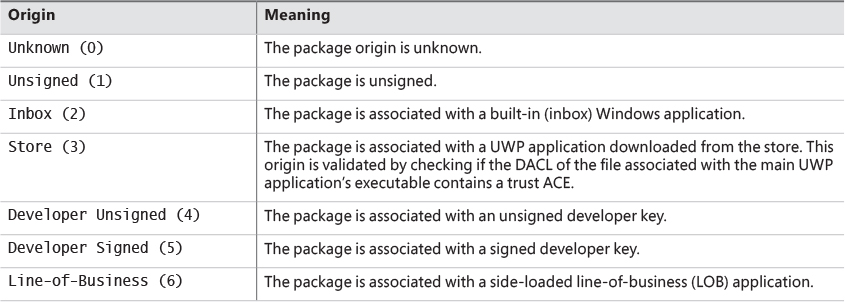 Origin Meaning
Unknown (0) The package origin is unknown.
Unsigned (1) The package is unsigned.
Inbox (2) The package is associated with a built-in (inbox) Windows application.
Store (3) The package is associated with a UWP application downloaded from the store. This
origin is validated by checking if the DACL of the file associated with the main UWP
application’s executable contains a trust ACE.
Developer Unsigned (4) The package is associated with an unsigned developer key.
Developer Signed (5) The package is associated with a signed developer key.
Line-of-Business (6) The package is associated with a side-loaded line-of-business (LOB) application.